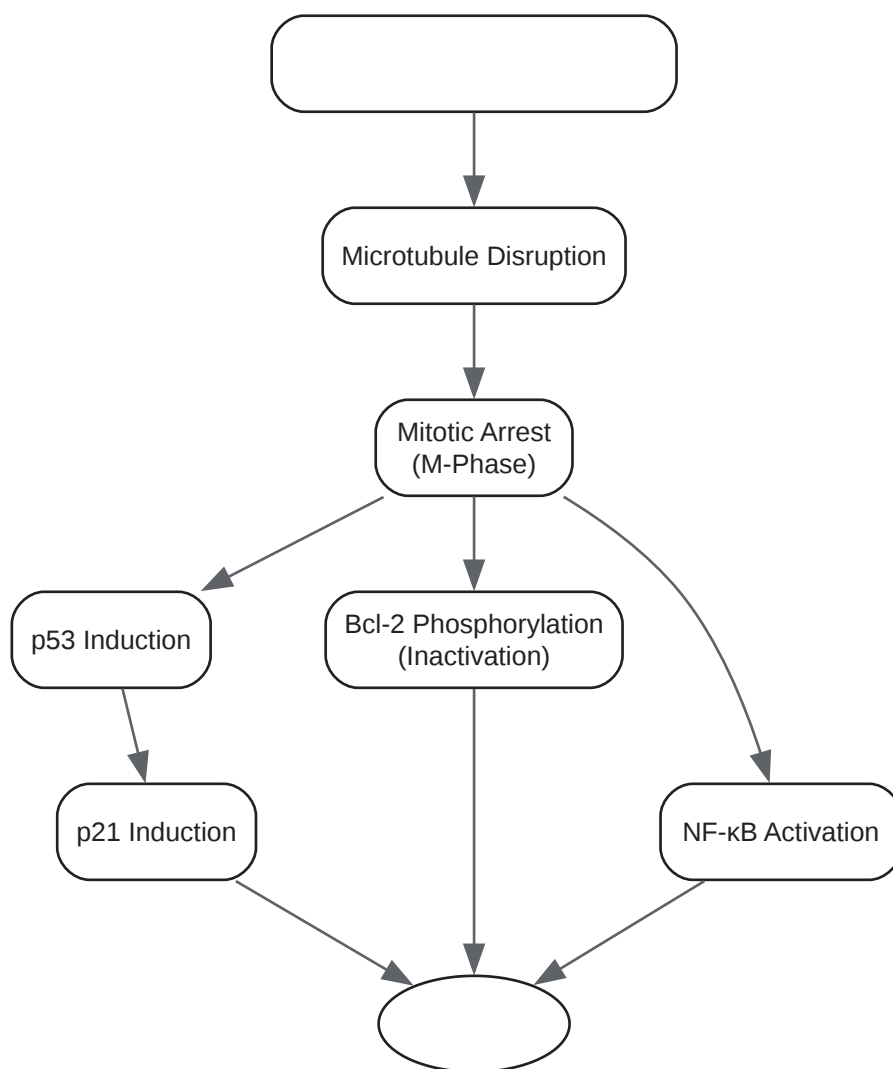 Microtubule Disruption
Mitotic Arrest
(M-Phase)
p53 Induction
Bcl-2 Phosphorylation
(Inactivation)
p21 Induction
NF-κB Activation